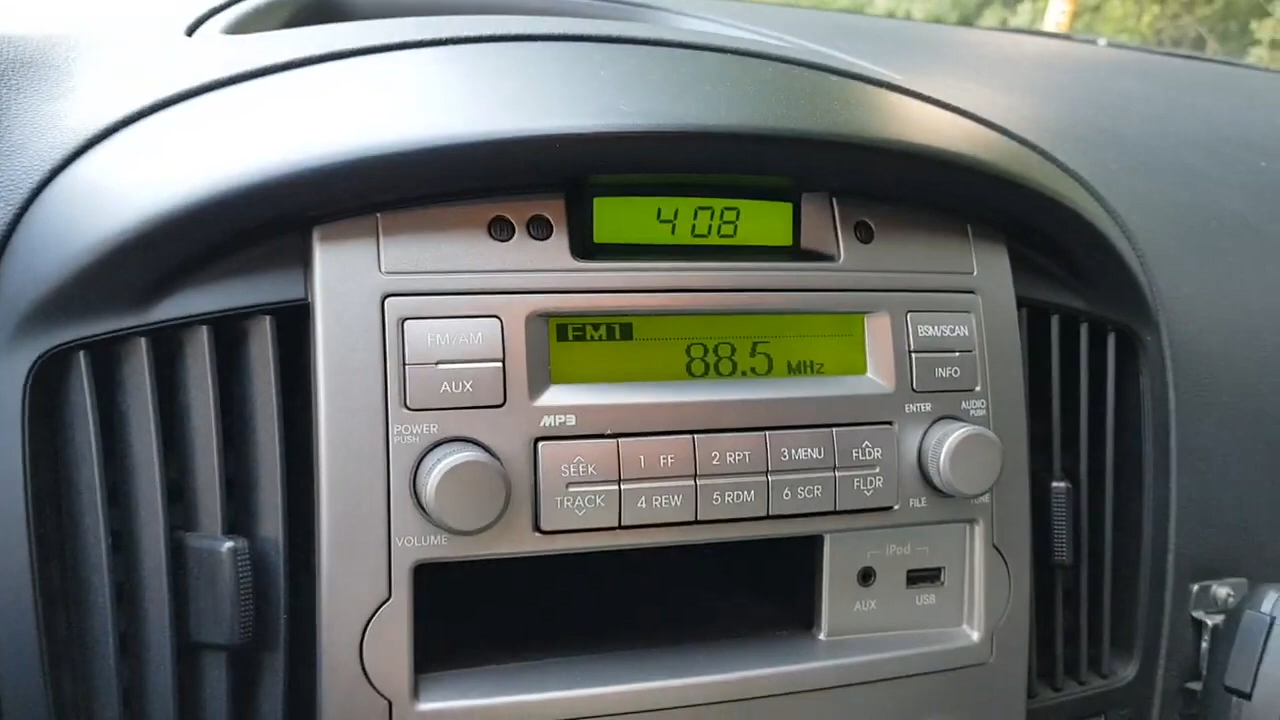 4 08
FM1
88.5 MHz
FM/AM
AUX
BSM/SCAN
INFO
MP3
POWER
PUSH
VOLUME
SEEK
TRACK
1 FF
2 RPT
3 MENU
FLDR
4 REW
5 RDM
6 SCR
FLDR
ENTER
AUDIO
PUSH
FILE
TUNE
iPod
AUX
USB